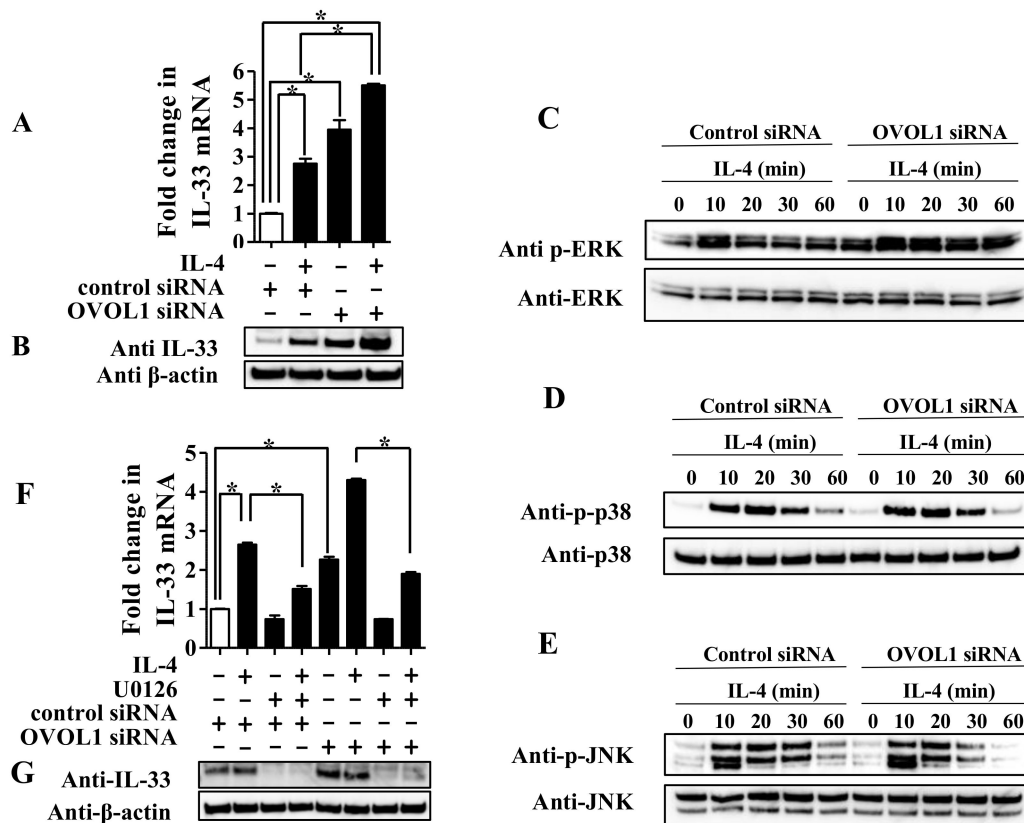 A
Fold change in
IL-33 mRNA
6
5
4
3
2
1
0
* * * *
IL-4 − + − +
control siRNA + + − −
OVOL1 siRNA − − + +
B
Anti IL-33
Anti β-actin
C
Control siRNA OVOL1 siRNA
IL-4 (min) IL-4 (min)
0 10 20 30 60 0 10 20 30 60
Anti p-ERK
Anti-ERK
D
Control siRNA OVOL1 siRNA
IL-4 (min) IL-4 (min)
0 10 20 30 60 0 10 20 30 60
Anti-p-p38
Anti-p38
E
Control siRNA OVOL1 siRNA
IL-4 (min) IL-4 (min)
0 10 20 30 60 0 10 20 30 60
Anti-p-JNK
Anti-JNK
F
Fold change in
IL-33 mRNA
5
4
3
2
1
0
* * * *
IL-4 − + − + − + − +
U0126 − − + + − − + +
control siRNA + + + + − − − −
OVOL1 siRNA − − − − + + + +
G
Anti-IL-33
Anti-β-actin